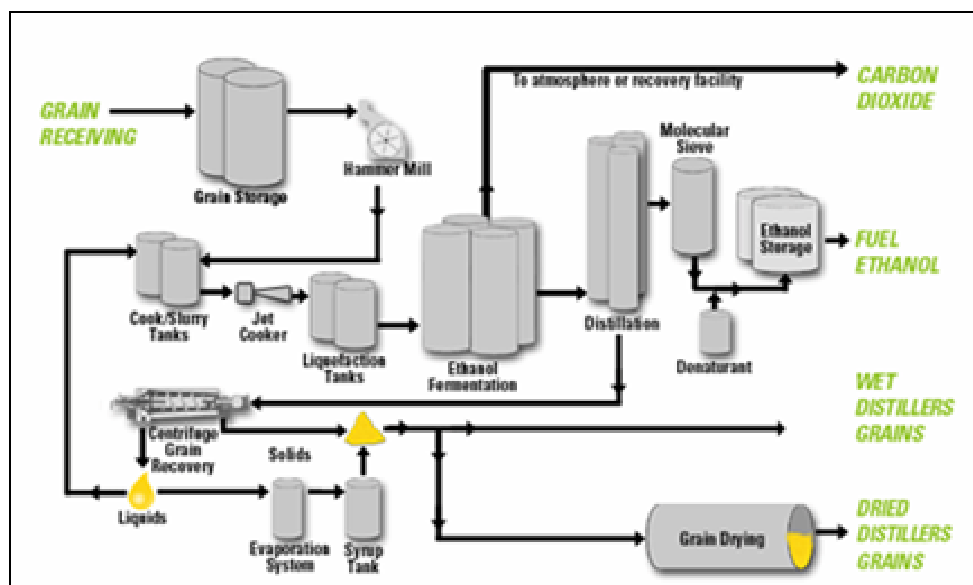 To atmosphere or recovery facility
CARBON
DIOXIDE
GRAIN
RECEIVING
Grain Storage
Hammer Mill
Molecular
Sieve
Ethanol
Storage
FUEL
ETHANOL
Cook/Slurry
Tanks
Jet
Cooker
Liquefaction
Tanks
Ethanol
Fermentation
Distillation
Denaturant
WET
DISTILLERS
GRAINS
Centrifuge
Grain
Recovery
Solids
Liquids
Evaporation
System
Syrup
Tank
Grain Drying
DRIED
DISTILLERS
GRAINS